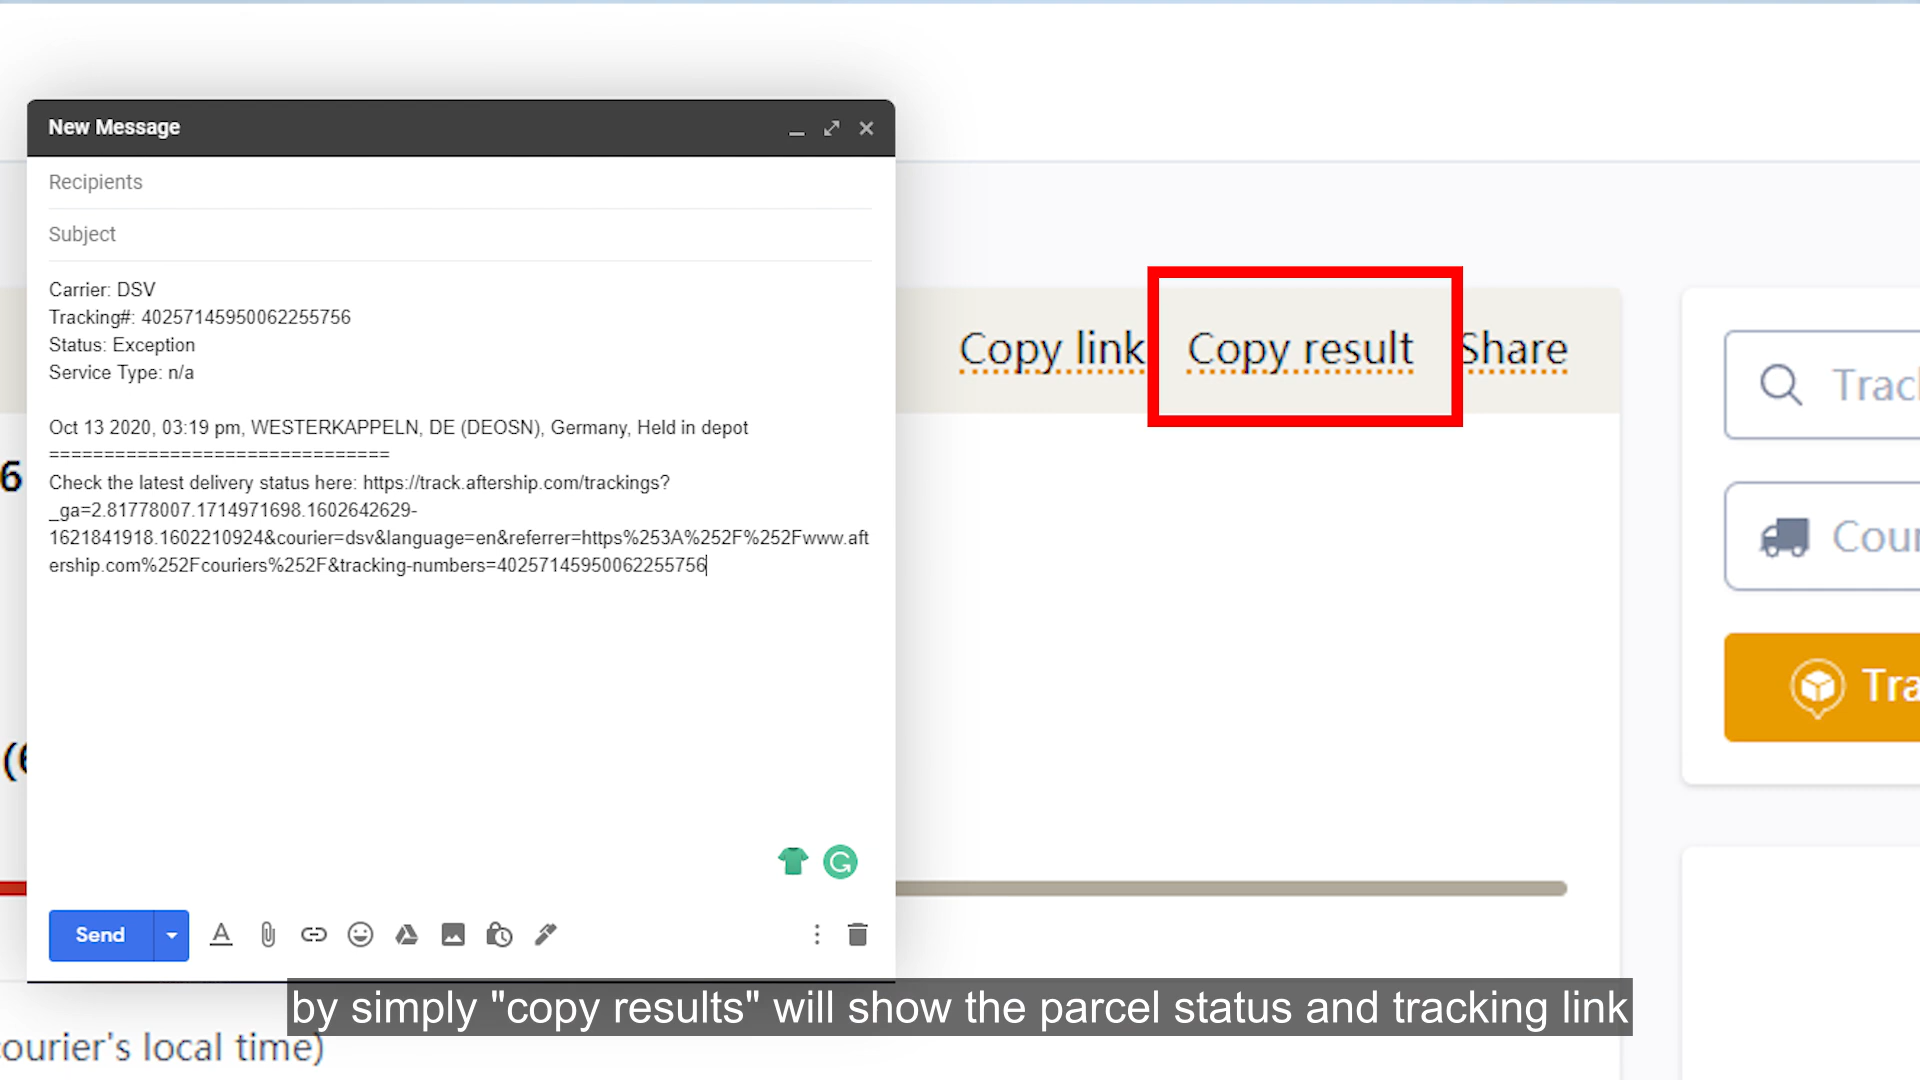 New Message
Recipients
Subject
Carrier: DSV
Tracking#: 40257145950062255756
Status: Exception
Service Type: n/a
Oct 13 2020, 03:19 pm, WESTERKAPPELN, DE (DEOSN), Germany, Held in depot
===============================
Check the latest delivery status here: https://track.aftership.com/trackings?
_ga=2.81778007.1714971698.1602642629-
1621841918.1602210924&courier=dsv&language=en&referrer=https%253A%252F%252Fwww.aft
ership.com%252Fcouriers%252F&tracking-numbers=40257145950062255756
Send
6
(6
Copy link
Copy result
Share
Trac
Cour
Tra
courier's local time)
by simply "copy results" will show the parcel status and tracking link